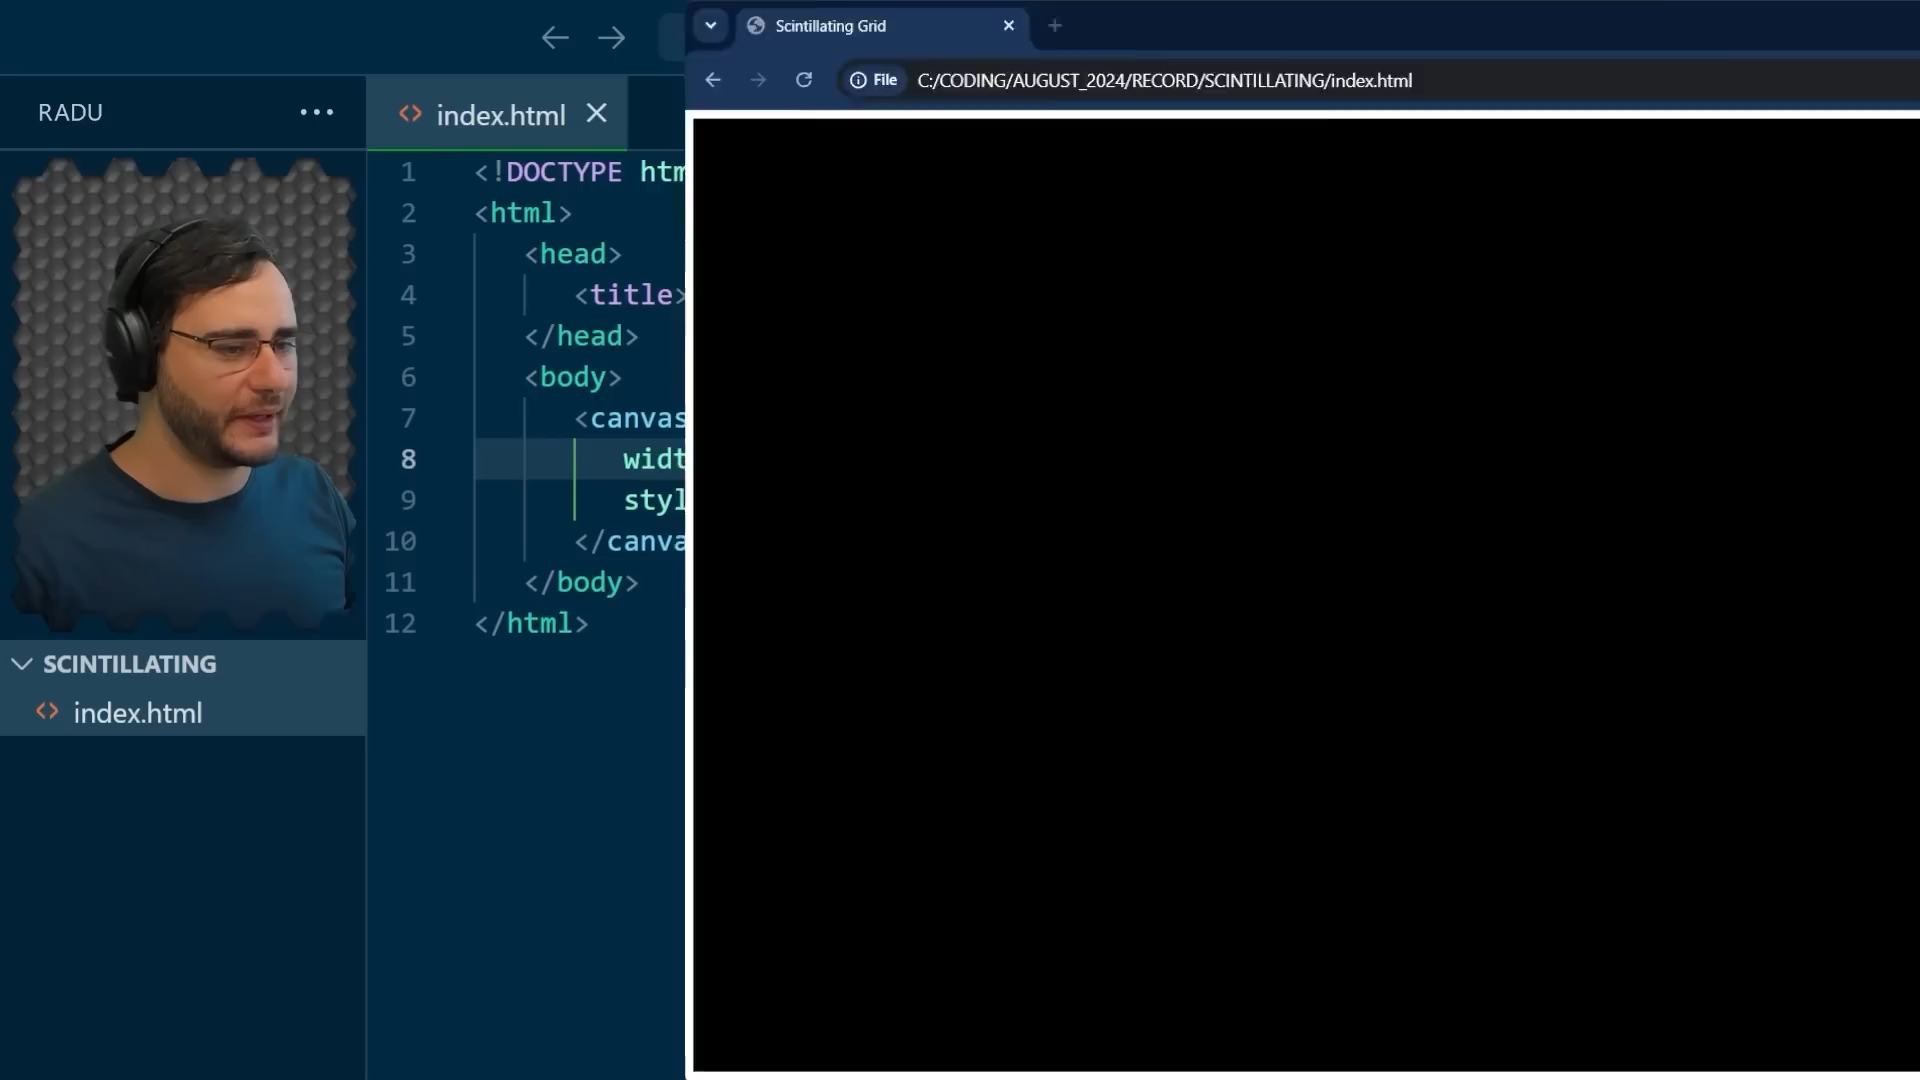 Scintillating Grid
File C:/CODING/AUGUST_2024/RECORD/SCINTILLATING/index.html
RADU
index.html
1 <!DOCTYPE htm
2 <html>
3 <head>
4 <title>
5 </head>
6 <body>
7 <canvas
8 widt
9 styl
10 </canva
11 </body>
12 </html>
SCINTILLATING
index.html